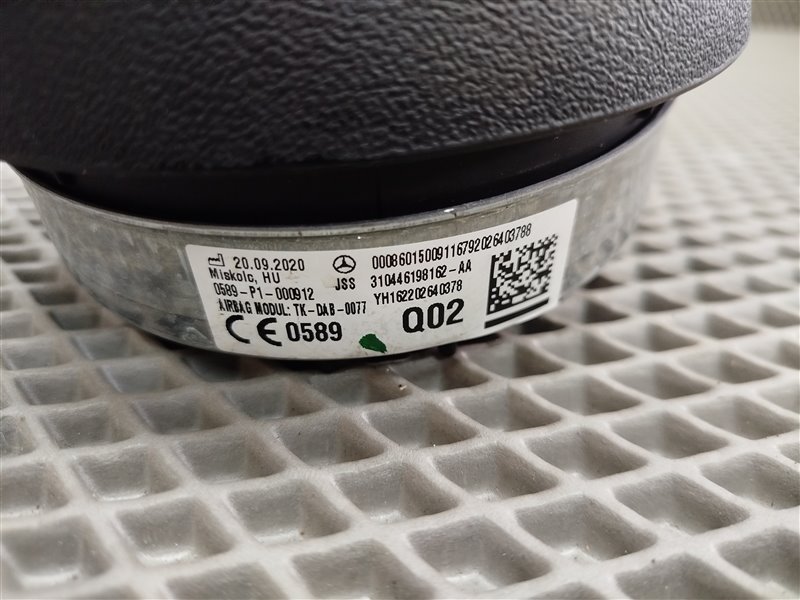 20.09.2020 00086015009116792026403788
Miskolc, HU JSS 310446198162-AA
0589-P1-000912 YH162202640378
AIRBAG MODUL: TK-DAB-0077
CE 0589 Q02